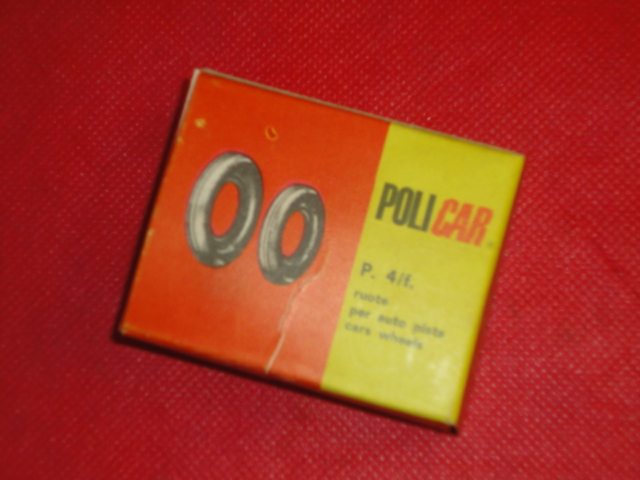 POLICAR
P. 4/f.
ruote
per auto piste
cars wheels